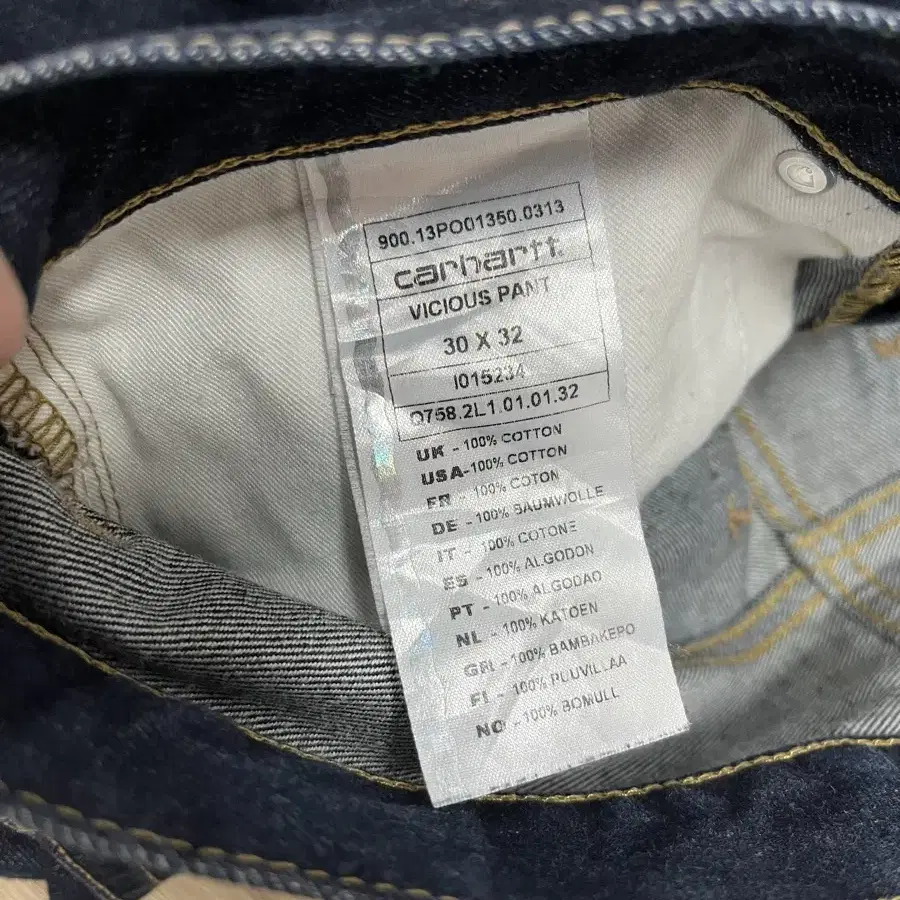 900.13PO01350.0313
carhartt.
VICIOUS PANT
30 X 32
I015234
Q758.2L1.01.01.32
UK - 100% COTTON
USA-100% COTTON
FR - 100% COTON
DE - 100% BAUMWOLLE
IT - 100% COTONE
ES - 100% ALGODON
PT - 100% ALGODAO
NL - 100% KATOEN
GR - 100% BAMBAKEPO
FI - 100% PUUVILLAA
NO - 100% BOMULL